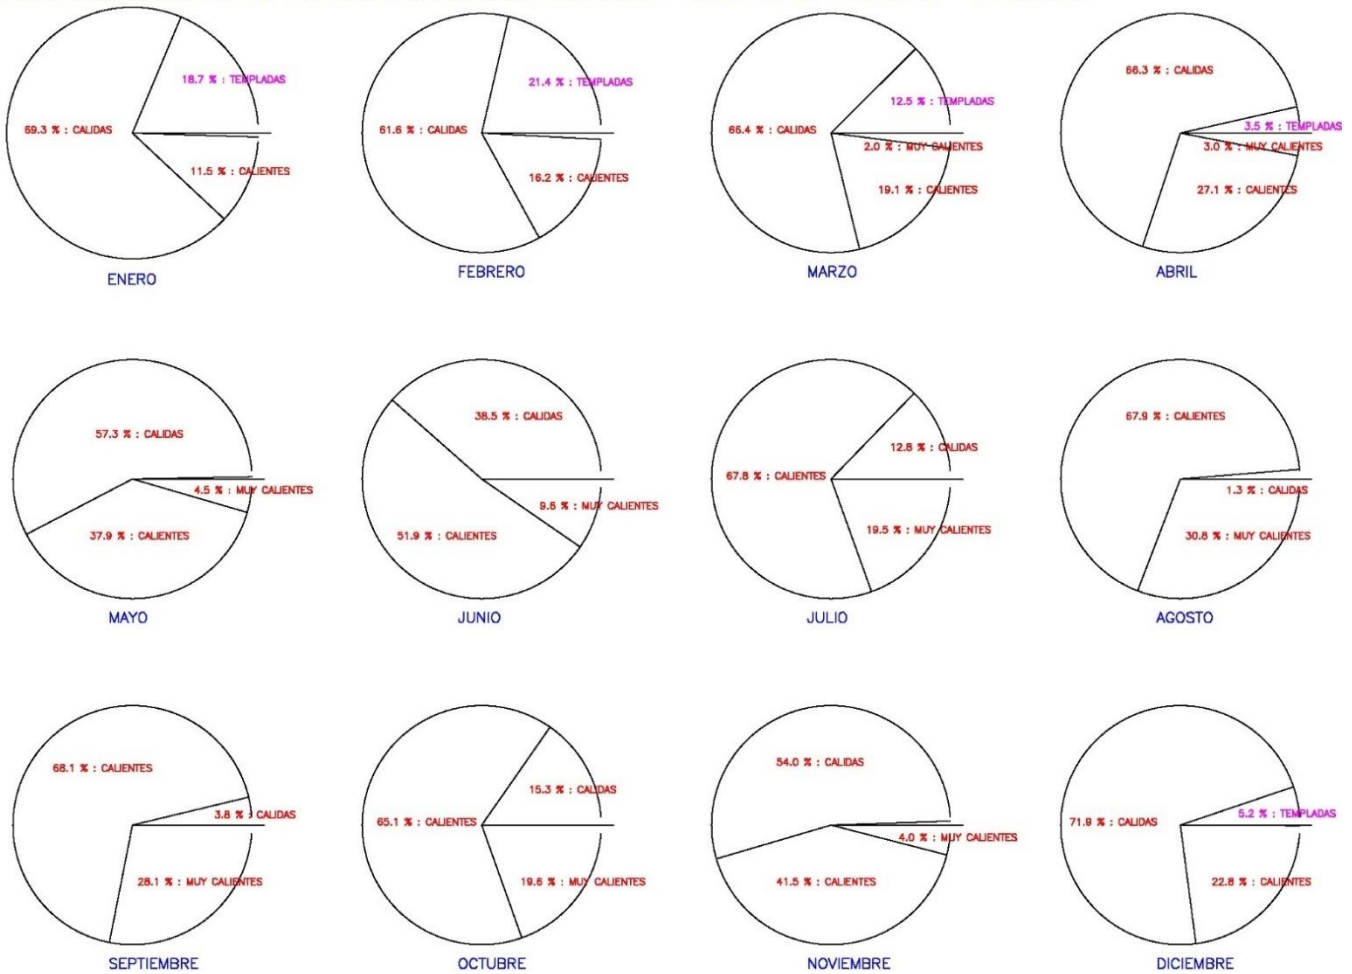 18.7 % : TEMPLADAS
69.3 % : CALIDAS
11.5 % : CALIENTES
ENERO
21.4 % : TEMPLADAS
61.6 % : CALIDAS
16.2 % : CALIENTES
FEBRERO
12.5 % : TEMPLADAS
66.4 % : CALIDAS
2.0 % : MUY CALIENTES
19.1 % : CALIENTES
MARZO
66.3 % : CALIDAS
3.5 % : TEMPLADAS
3.0 % : MUY CALIENTES
27.1 % : CALIENTES
ABRIL
57.3 % : CALIDAS
4.5 % : MUY CALIENTES
37.9 % : CALIENTES
MAYO
38.5 % : CALIDAS
9.6 % : MUY CALIENTES
51.9 % : CALIENTES
JUNIO
12.8 % : CALIDAS
67.8 % : CALIENTES
19.5 % : MUY CALIENTES
JULIO
67.9 % : CALIENTES
1.3 % : CALIDAS
30.8 % : MUY CALIENTES
AGOSTO
68.1 % : CALIENTES
3.8 % : CALIDAS
28.1 % : MUY CALIENTES
SEPTIEMBRE
15.3 % : CALIDAS
65.1 % : CALIENTES
19.6 % : MUY CALIENTES
OCTUBRE
54.0 % : CALIDAS
4.0 % : MUY CALIENTES
41.5 % : CALIENTES
NOVIEMBRE
5.2 % : TEMPLADAS
71.9 % : CALIDAS
22.8 % : CALIENTES
DICIEMBRE